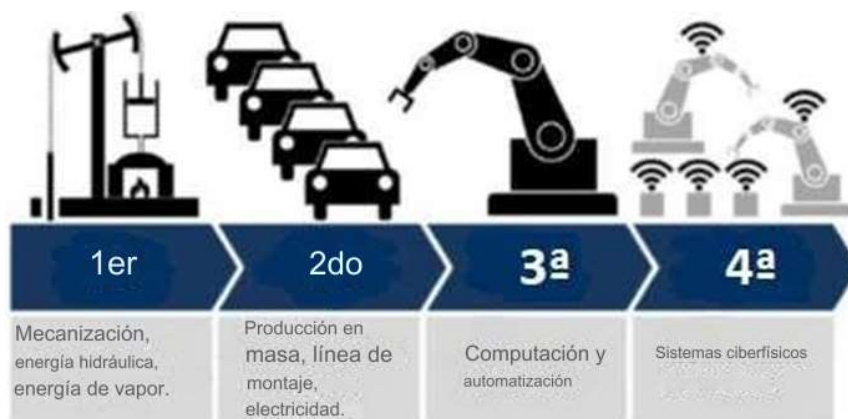 1er
2do
3ª
4ª
Mecanización,
energía hidráulica,
energía de vapor.
Producción en
masa, línea de
montaje,
electricidad.
Computación y
automatización
Sistemas ciberfísicos